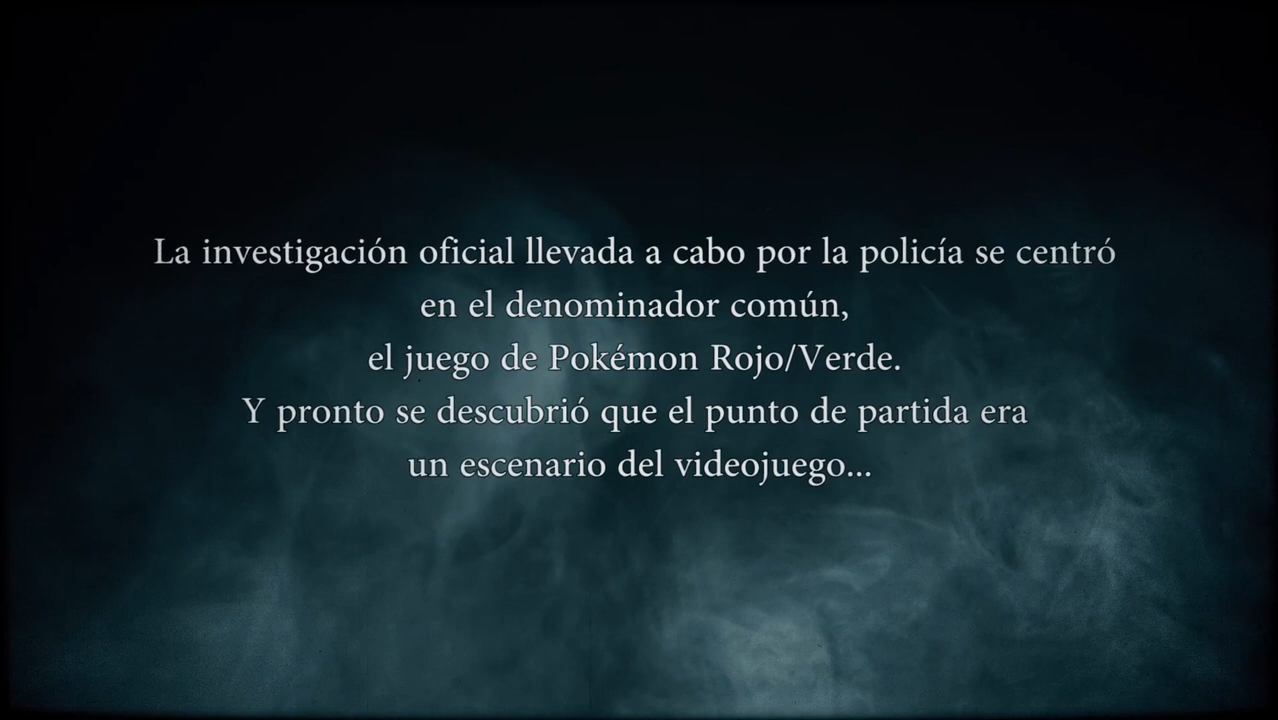 La investigación oficial llevada a cabo por la policía se centró
en el denominador común,
el juego de Pokémon Rojo/Verde.
Y pronto se descubrió que el punto de partida era
un escenario del videojuego...